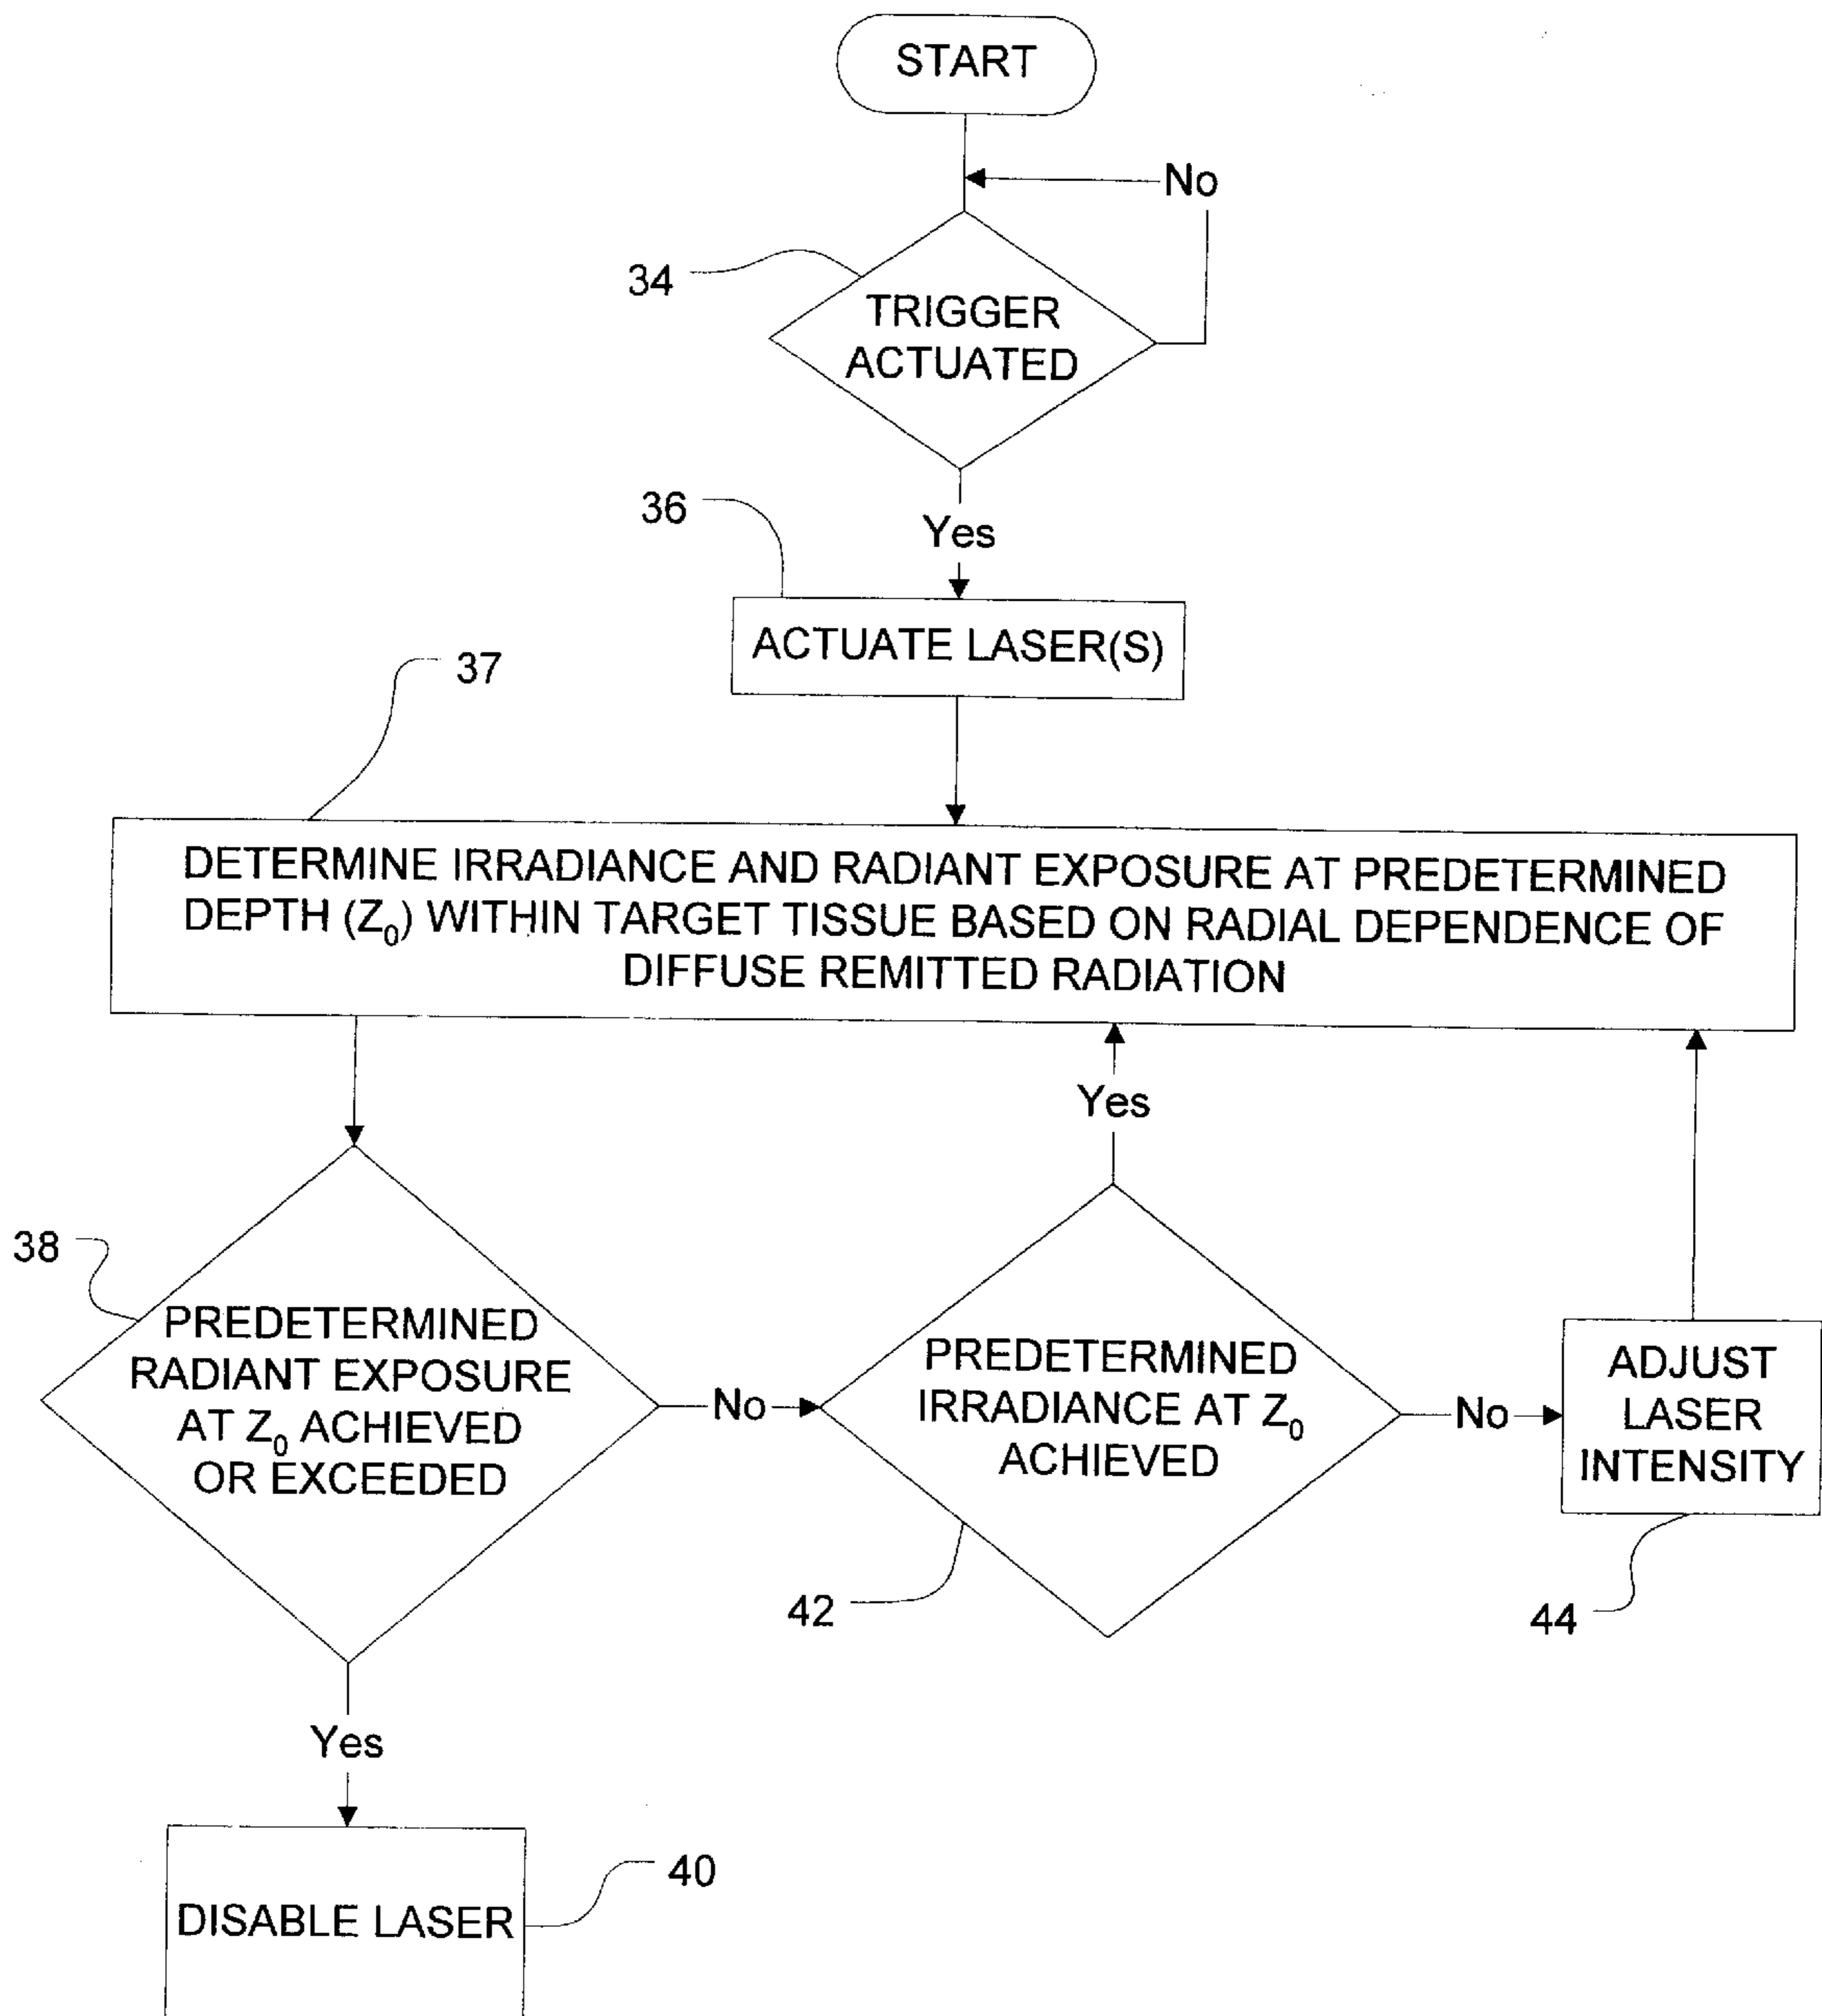 START
No
34
TRIGGER
ACTUATED
36
Yes
ACTUATE LASER(S)
37
DETERMINE IRRADIANCE AND RADIANT EXPOSURE AT PREDETERMINED
DEPTH (Z₀) WITHIN TARGET TISSUE BASED ON RADIAL DEPENDENCE OF
DIFFUSE REMITTED RADIATION
Yes
38
PREDETERMINED
RADIANT EXPOSURE
AT Z₀ ACHIEVED
OR EXCEEDED
No
PREDETERMINED
IRRADIANCE AT Z₀
ACHIEVED
No
ADJUST
LASER
INTENSITY
42
44
Yes
40
DISABLE LASER